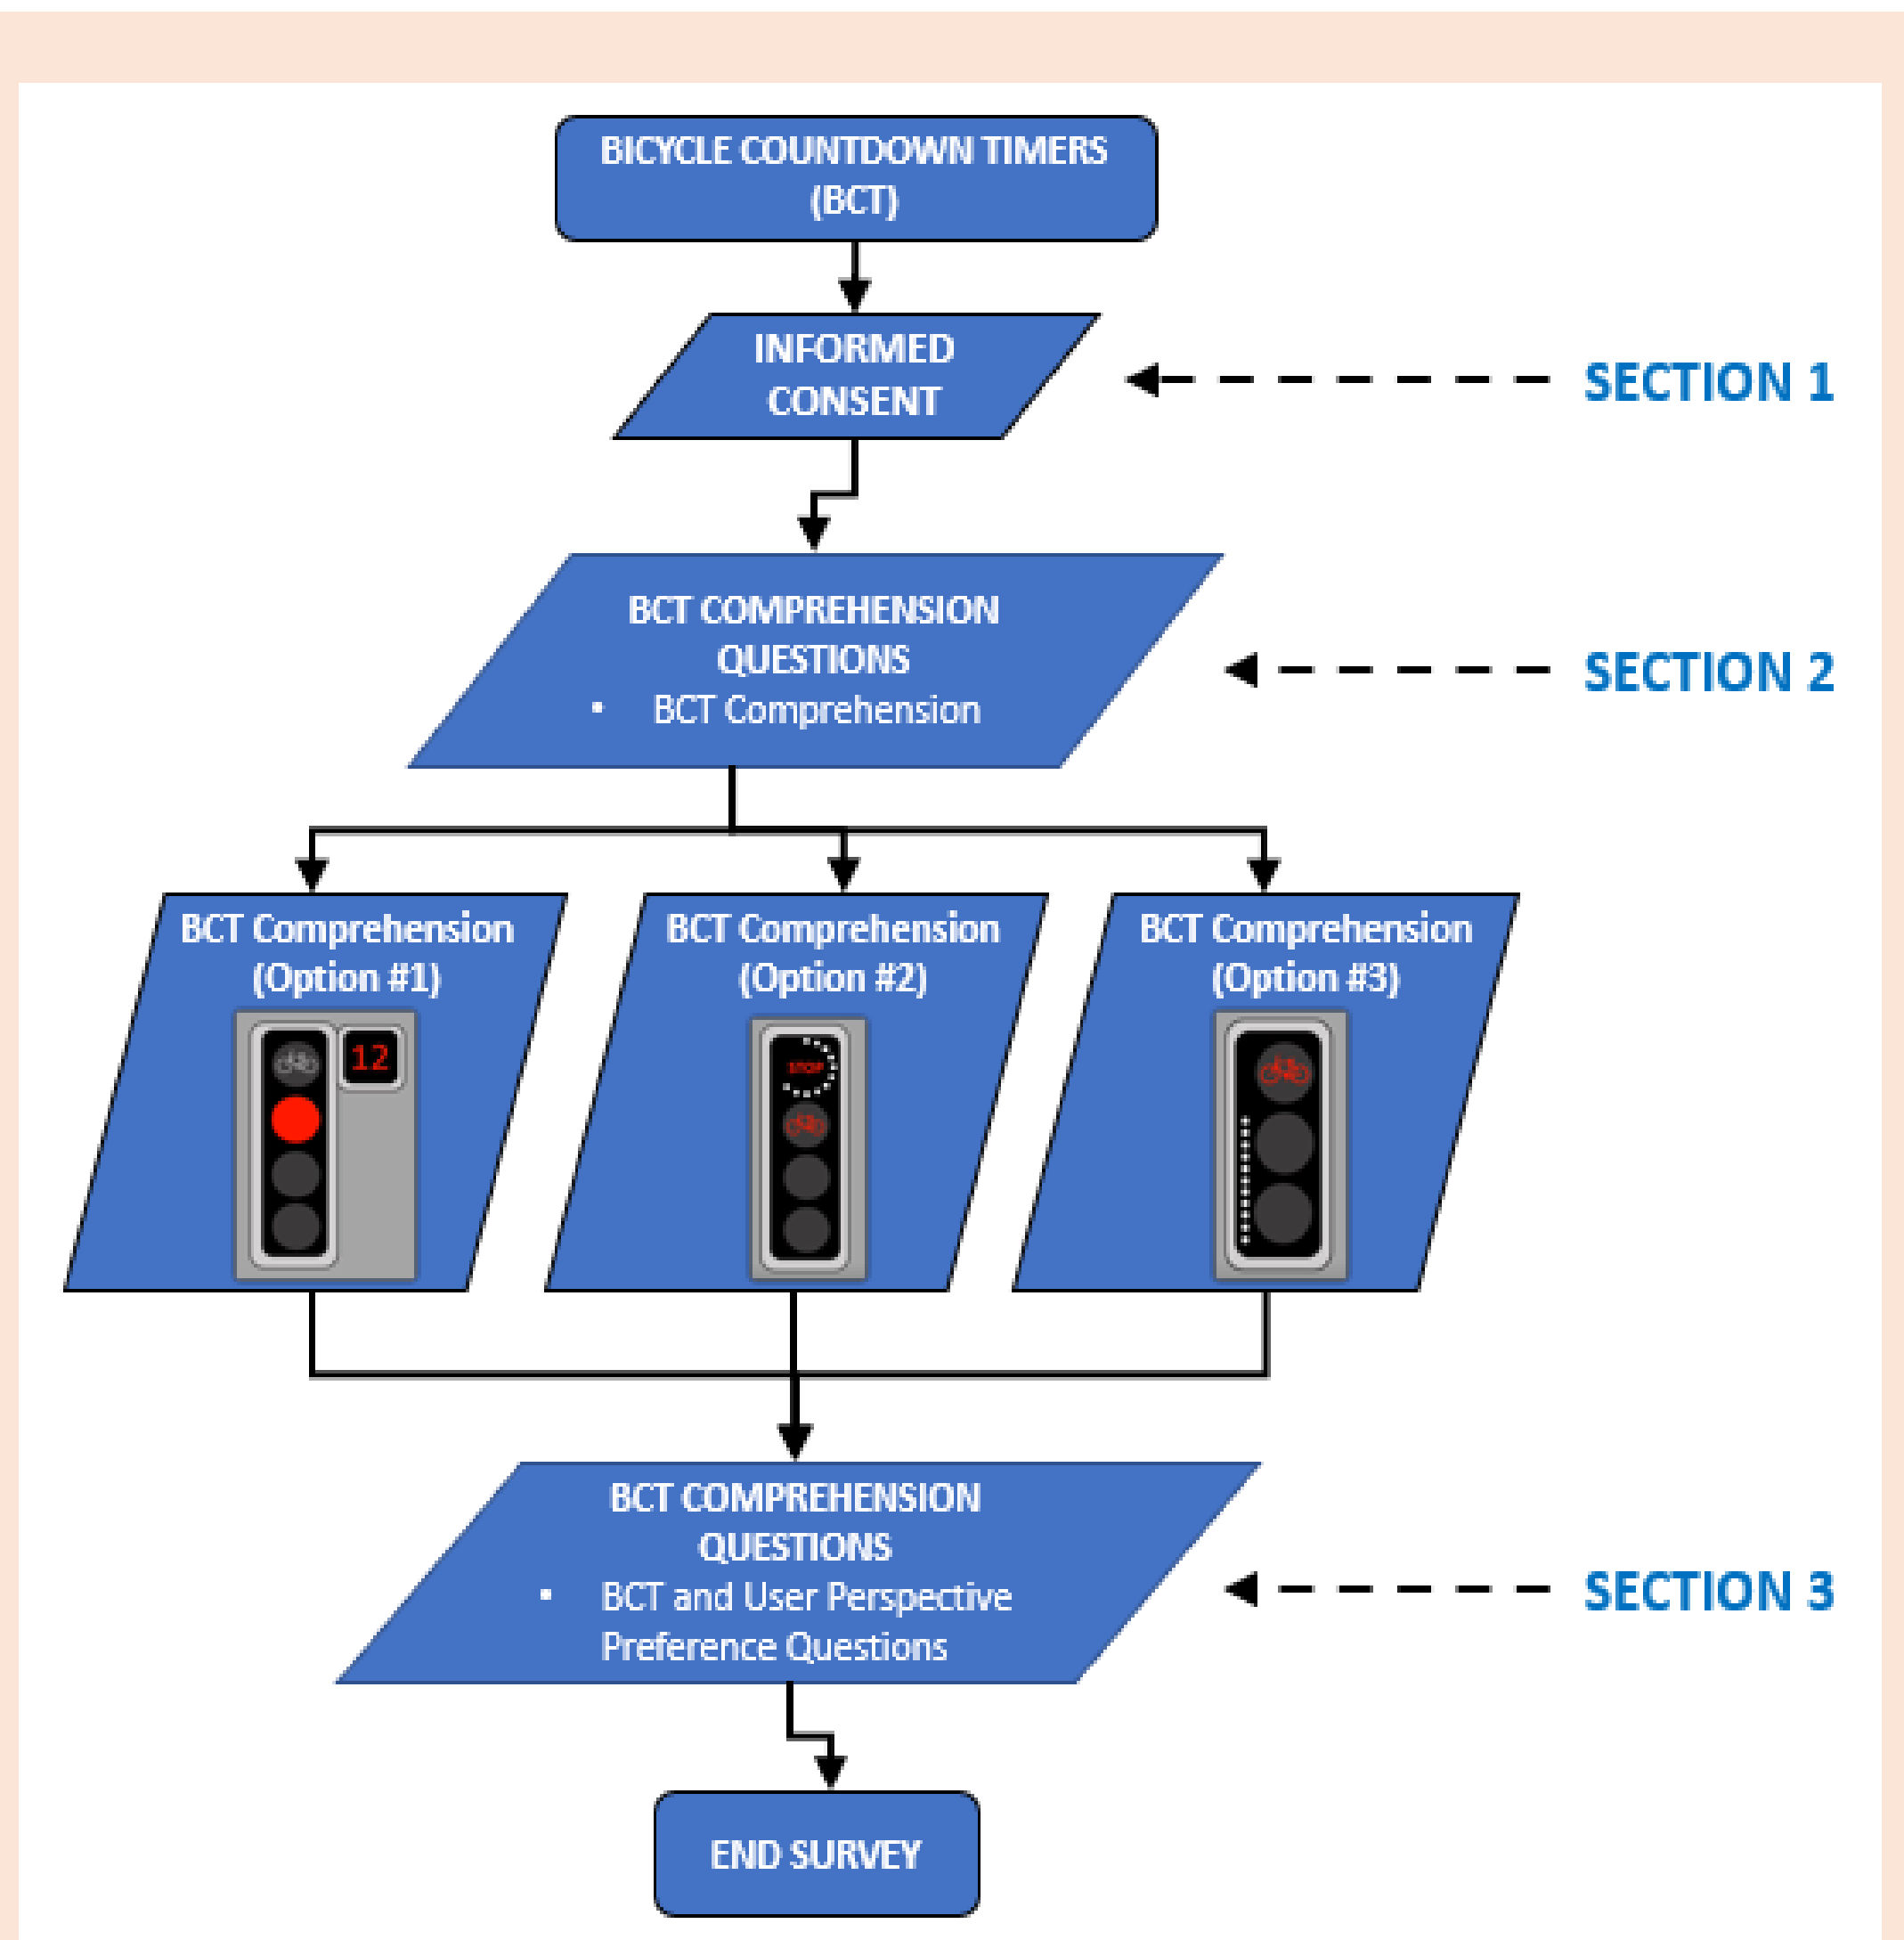 BICYCLE COUNTDOWN TIMERS
(BCT)
INFORMED
CONSENT
SECTION 1
BCT COMPREHENSION
QUESTIONS
▪ BCT Comprehension
SECTION 2
BCT Comprehension
(Option #1)
12
BCT Comprehension
(Option #2)
STOP
BCT Comprehension
(Option #3)
BCT COMPREHENSION
QUESTIONS
▪ BCT and User Perspective
Preference Questions
SECTION 3
END SURVEY